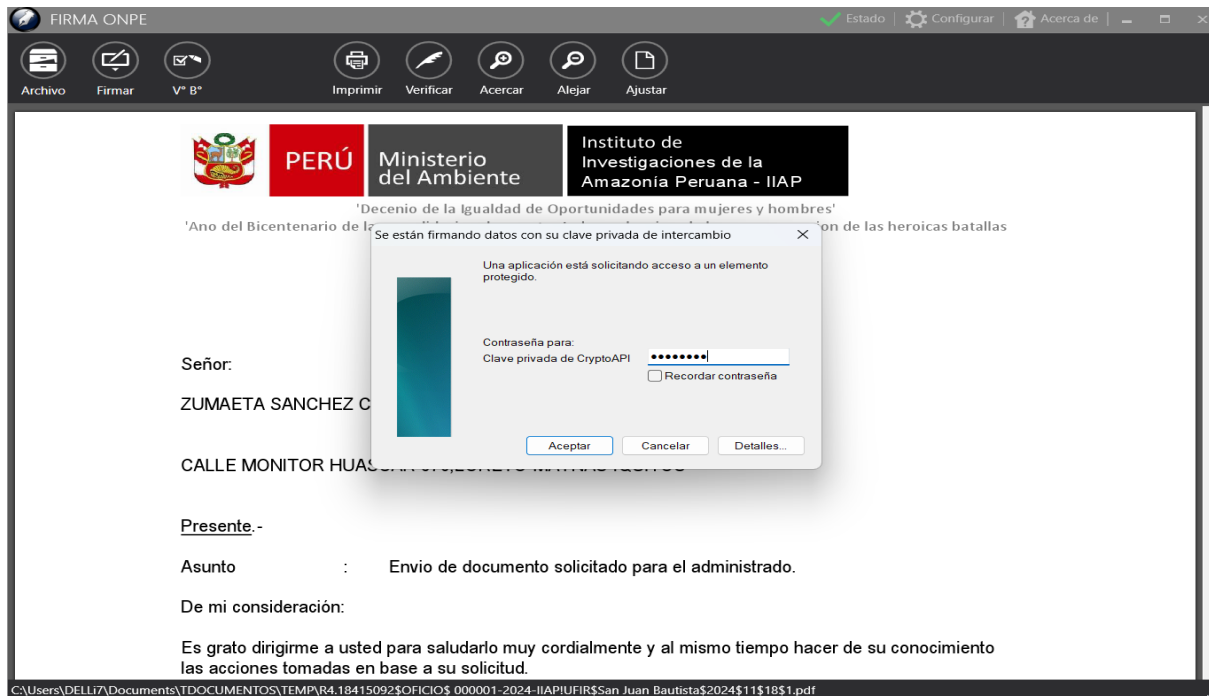 FIRMA ONPE
Estado | Configurar | Acerca de |
Archivo Firmar V° B° Imprimir Verificar Acercar Alejar Ajustar
PERÚ Ministerio del Ambiente
Instituto de
Investigaciones de la
Amazonía Peruana - IIAP
'Decenio de la Igualdad de Oportunidades para mujeres y hombres'
'Ano del Bicentenario de la
on de las heroicas batallas
Se están firmando datos con su clave privada de intercambio
Una aplicación está solicitando acceso a un elemento
protegido.
Contraseña para:
Clave privada de CryptoAPI ••••••••
Recordar contraseña
Aceptar Cancelar Detalles...
Señor:
ZUMAETA SANCHEZ C
CALLE MONITOR
Presente.-
Asunto : Envio de documento solicitado para el administrado.
De mi consideración:
Es grato dirigirme a usted para saludarlo muy cordialmente y al mismo tiempo hacer de su conocimiento
las acciones tomadas en base a su solicitud.
C:\Users\DELLi7\Documents\TDOCUMENTOS\TEMP\R4.18415092$OFICIO$ 000001-2024-IIAP!UFIR$San Juan Bautista$2024$11$18$1.pdf